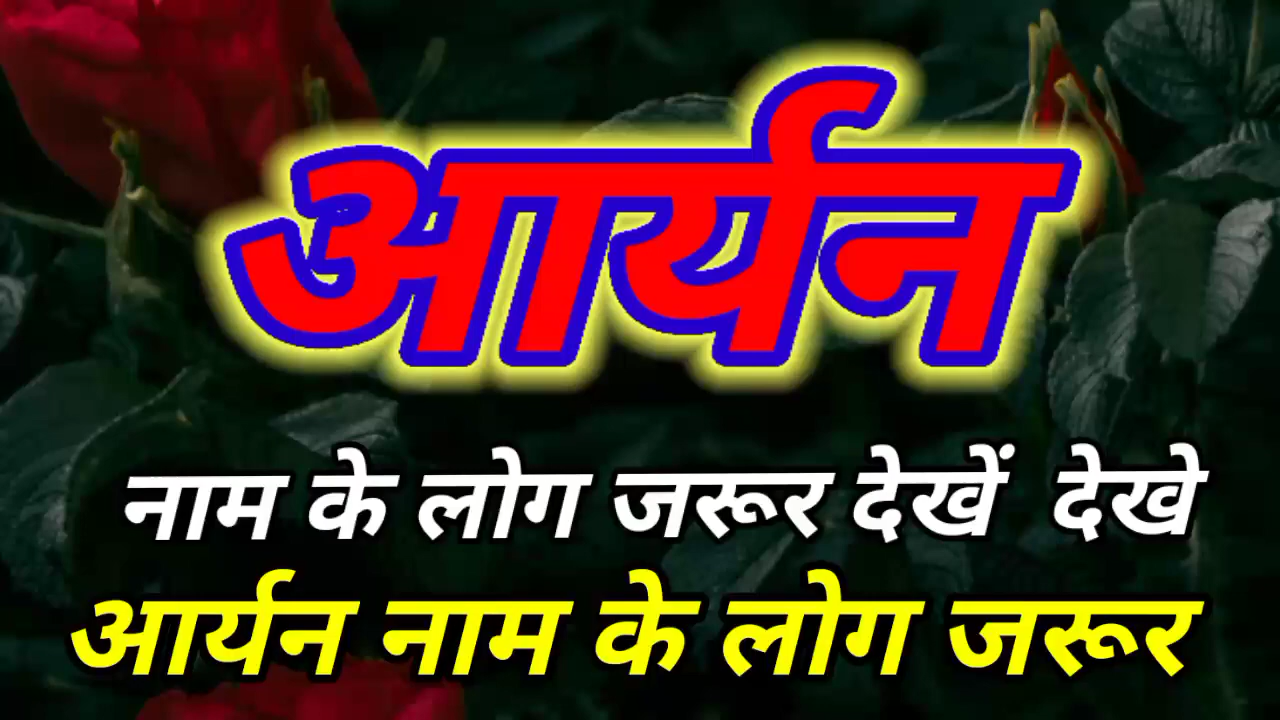 आर्यन
नाम के लोग जरूर देखें देखे
आर्यन नाम के लोग जरूर